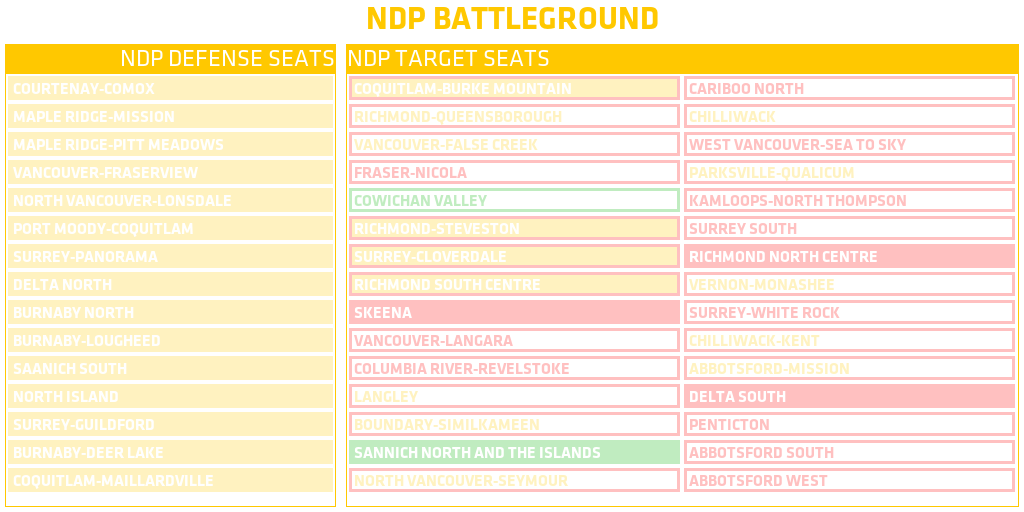 NDP BATTLEGROUND
NDP DEFENSE SEATS
COURTENAY-COMOX
MAPLE RIDGE-MISSION
MAPLE RIDGE-PITT MEADOWS
VANCOUVER-FRASERVIEW
NORTH VANCOUVER-LONSDALE
PORT MOODY-COQUITLAM
SURREY-PANORAMA
DELTA NORTH
BURNABY NORTH
BURNABY-LOUGHEED
SAANICH SOUTH
NORTH ISLAND
SURREY-GUILDFORD
BURNABY-DEER LAKE
COQUITLAM-MAILLARDVILLE
NDP TARGET SEATS
COQUITLAM-BURKE MOUNTAIN
RICHMOND-QUEENSBOROUGH
VANCOUVER-FALSE CREEK
FRASER-NICOLA
COWICHAN VALLEY
RICHMOND-STEVESTON
SURREY-CLOVERDALE
RICHMOND SOUTH CENTRE
SKEENA
VANCOUVER-LANGARA
COLUMBIA RIVER-REVELSTOKE
LANGLEY
BOUNDARY-SIMILKAMEEN
SANNICH NORTH AND THE ISLANDS
NORTH VANCOUVER-SEYMOUR
CARIBOO NORTH
CHILLIWACK
WEST VANCOUVER-SEA TO SKY
PARKSVILLE-QUALICUM
KAMLOOPS-NORTH THOMPSON
SURREY SOUTH
RICHMOND NORTH CENTRE
VERNON-MONASHEE
SURREY-WHITE ROCK
CHILLIWACK-KENT
ABBOTSFORD-MISSION
DELTA SOUTH
PENTICTON
ABBOTSFORD SOUTH
ABBOTSFORD WEST